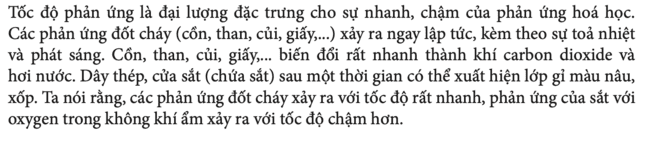 Tốc độ phản ứng là đại lượng đặc trưng cho sự nhanh, chậm của phản ứng hoá học.
Các phản ứng đốt cháy (cồn, than, củi, giấy,...) xảy ra ngay lập tức, kèm theo sự toả nhiệt
và phát sáng. Cồn, than, củi, giấy,... biến đổi rất nhanh thành khí carbon dioxide và
hơi nước. Dây thép, cửa sắt (chứa sắt) sau một thời gian có thể xuất hiện lớp gỉ màu nâu,
xốp. Ta nói rằng, các phản ứng đốt cháy xảy ra với tốc độ rất nhanh, phản ứng của sắt với
oxygen trong không khí ẩm xảy ra với tốc độ chậm hơn.